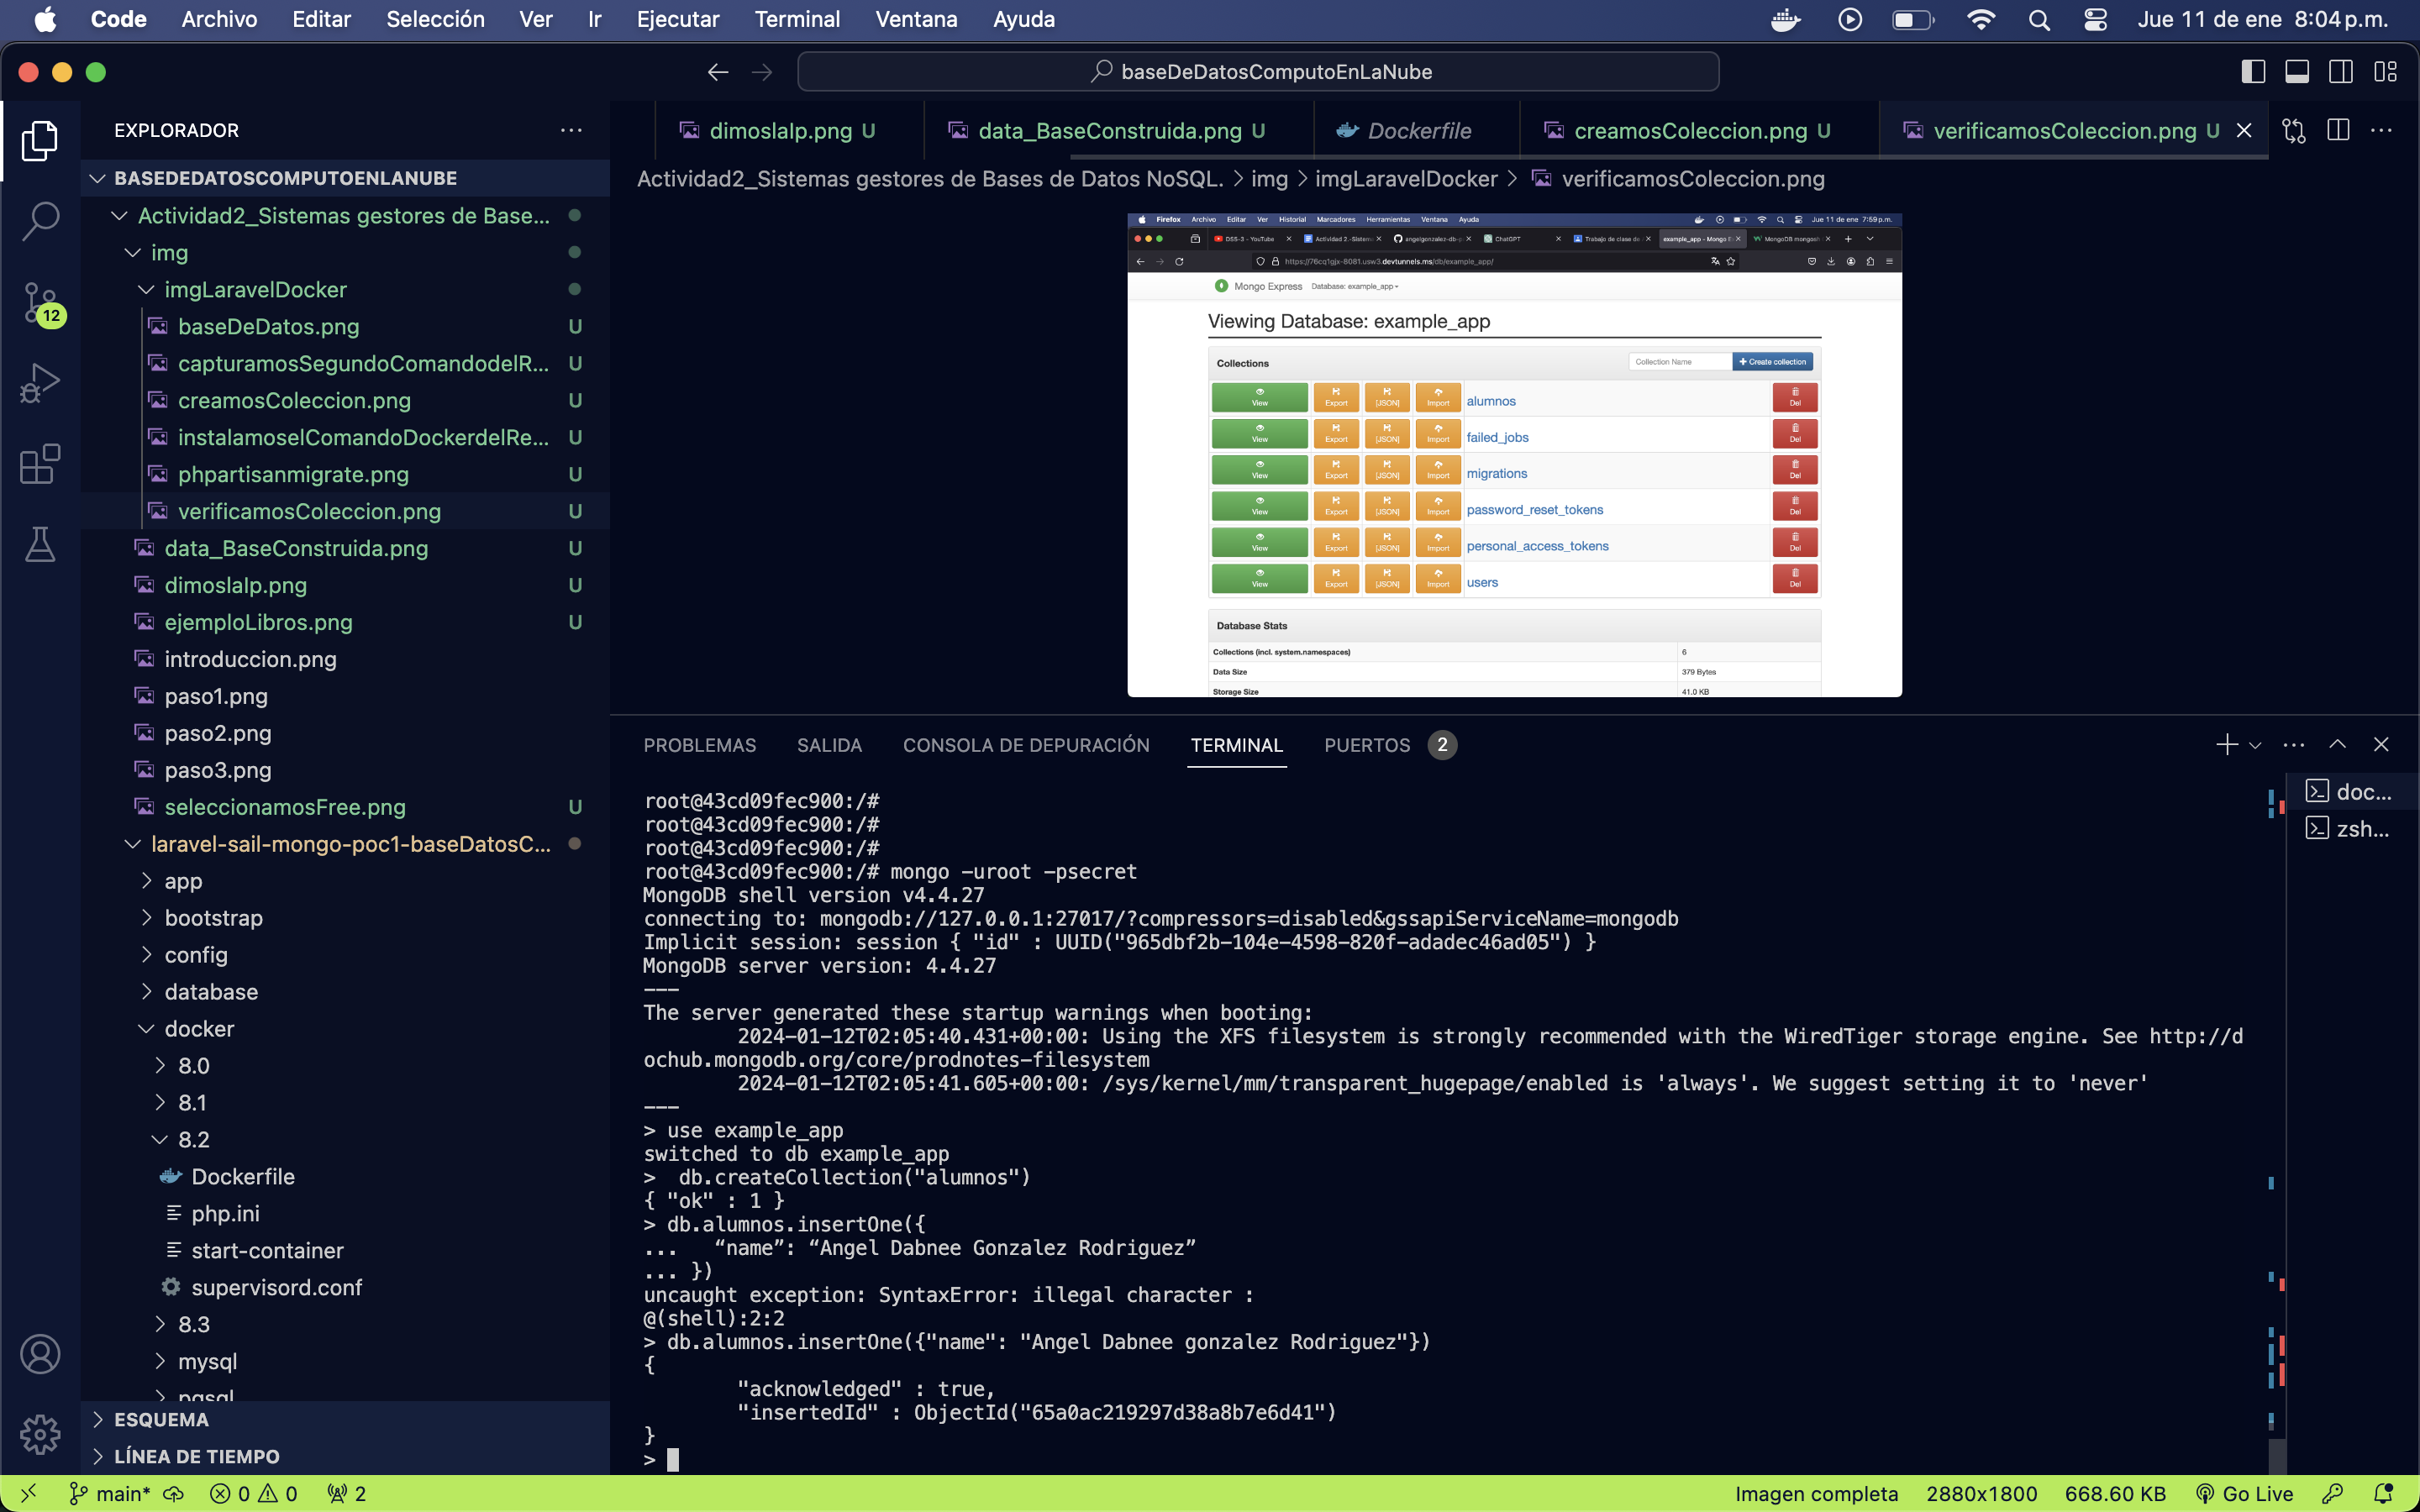 Code Archivo Editar Selección Ver Ir Ejecutar Terminal Ventana Ayuda Jue 11 de ene 8:04 p.m.
baseDeDatosComputoEnLaNube
EXPLORADOR
BASEDEDATOSCOMPUTOENLANUBE
Actividad2_Sistemas gestores de Base...
img
imgLaravelDocker
baseDeDatos.png U
capturamosSegundoComandodelR... U
creamosColeccion.png U
instalamoselComandoDockerdelRe... U
phpartisanmigrate.png U
verificamosColeccion.png U
data_BaseConstruida.png U
dimoslaIp.png U
ejemploLibros.png U
introduccion.png
paso1.png
paso2.png
paso3.png
seleccionamosFree.png U
laravel-sail-mongo-poc1-baseDatosC...
app
bootstrap
config
database
docker
8.0
8.1
8.2
Dockerfile
php.ini
start-container
supervisord.conf
8.3
mysql
pgsql
ESQUEMA
LÍNEA DE TIEMPO
12
dimoslaIp.png U data_BaseConstruida.png U Dockerfile creamosColeccion.png U verificamosColeccion.png U
Actividad2_Sistemas gestores de Bases de Datos NoSQL. > img > imgLaravelDocker > verificamosColeccion.png
Firefox Archivo Editar Ver Historial Marcadores Herramientas Ventana Ayuda Jue 11 de ene 7:59 p.m.
DSS-3 - YouTube Actividad 2.-Sistem angelgonzalez-db-p ChatGPT Trabajo de clase de example_app - Mongo E MongoDB mongosh
https://76cq1gjx-8081.usw3.devtunnels.ms/db/example_app/
Mongo Express Database: example_app
Viewing Database: example_app
Collections Collection Name + Create collection
View Export [JSON] Import alumnos Del
View Export [JSON] Import failed_jobs Del
View Export [JSON] Import migrations Del
View Export [JSON] Import password_reset_tokens Del
View Export [JSON] Import personal_access_tokens Del
View Export [JSON] Import users Del
Database Stats
Collections (incl. system.namespaces) 6
Data Size 379 Bytes
Storage Size 41.0 KB
PROBLEMAS SALIDA CONSOLA DE DEPURACIÓN TERMINAL PUERTOS 2
doc...
zsh...
root@43cd09fec900:/#
root@43cd09fec900:/#
root@43cd09fec900:/#
root@43cd09fec900:/# mongo -uroot -psecret
MongoDB shell version v4.4.27
connecting to: mongodb://127.0.0.1:27017/?compressors=disabled&gssapiServiceName=mongodb
Implicit session: session { "id" : UUID("965dbf2b-104e-4598-820f-adadec46ad05") }
MongoDB server version: 4.4.27
---
The server generated these startup warnings when booting:
2024-01-12T02:05:40.431+00:00: Using the XFS filesystem is strongly recommended with the WiredTiger storage engine. See http://d
ochub.mongodb.org/core/prodnotes-filesystem
2024-01-12T02:05:41.605+00:00: /sys/kernel/mm/transparent_hugepage/enabled is 'always'. We suggest setting it to 'never'
---
> use example_app
switched to db example_app
>  db.createCollection("alumnos")
{ "ok" : 1 }
> db.alumnos.insertOne({
...   “name”: “Angel Dabnee Gonzalez Rodriguez”
... })
uncaught exception: SyntaxError: illegal character :
@(shell):2:2
> db.alumnos.insertOne({"name": "Angel Dabnee gonzalez Rodriguez"})
{
"acknowledged" : true,
"insertedId" : ObjectId("65a0ac219297d38a8b7e6d41")
}
>
main* 0 0 2 Imagen completa 2880x1800 668.60 KB Go Live